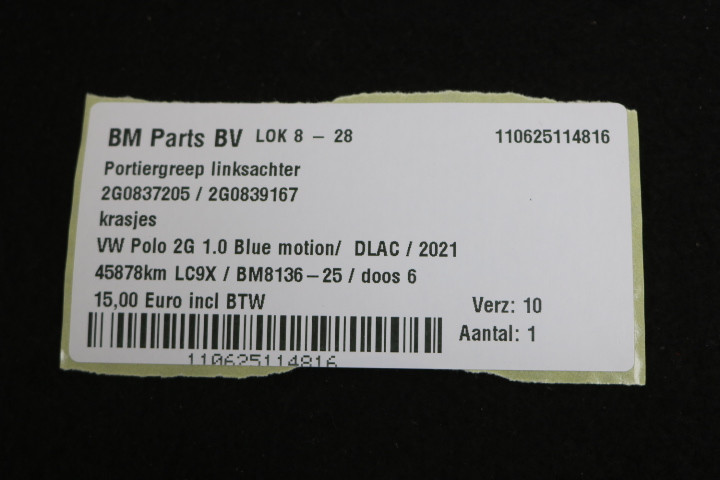 BM Parts BV LOK 8 - 28 110625114816
Portiergreep linksachter
2G0837205 / 2G0839167
krasjes
VW Polo 2G 1.0 Blue motion/ DLAC / 2021
45878km LC9X / BM8136-25 / doos 6
15,00 Euro incl BTW Verz: 10
Aantal: 1
110625114816